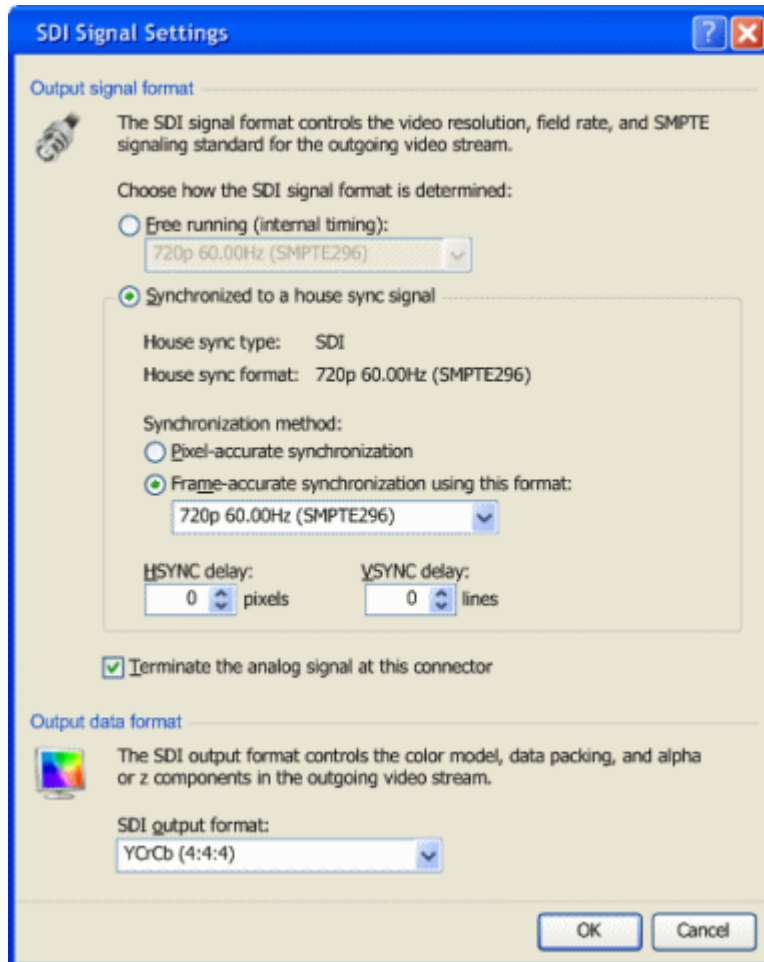 SDI Signal Settings
?
Output signal format
The SDI signal format controls the video resolution, field rate, and SMPTE
signaling standard for the outgoing video stream.
Choose how the SDI signal format is determined:
Free running (internal timing):
720p 60.00Hz (SMPTE296)
Synchronized to a house sync signal
House sync type: SDI
House sync format: 720p 60.00Hz (SMPTE296)
Synchronization method:
Pixel-accurate synchronization
Frame-accurate synchronization using this format:
720p 60.00Hz (SMPTE296)
HSYNC delay: VSYNC delay:
0 pixels 0 lines
Terminate the analog signal at this connector
Output data format
The SDI output format controls the color model, data packing, and alpha
or z components in the outgoing video stream.
SDI output format:
YCrCb (4:4:4)
OK Cancel